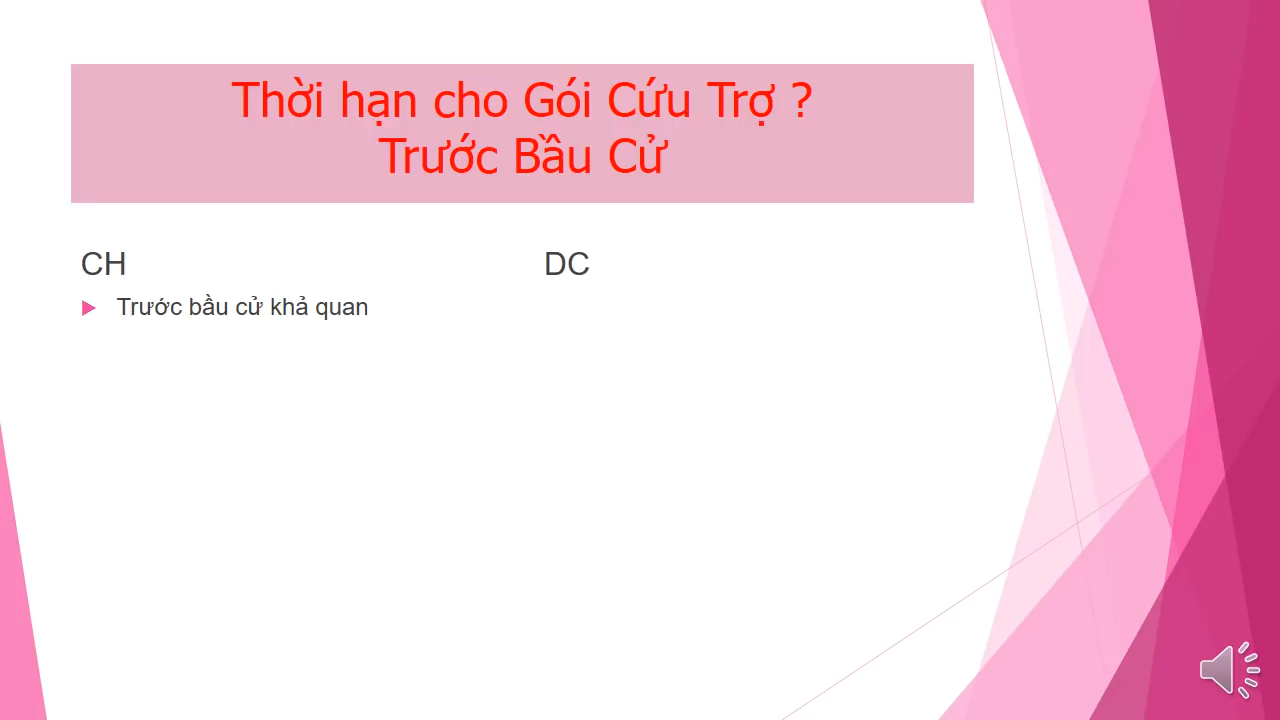 Thời hạn cho Gói Cứu Trợ ?
Trước Bầu Cử
CH
Trước bầu cử khả quan
DC